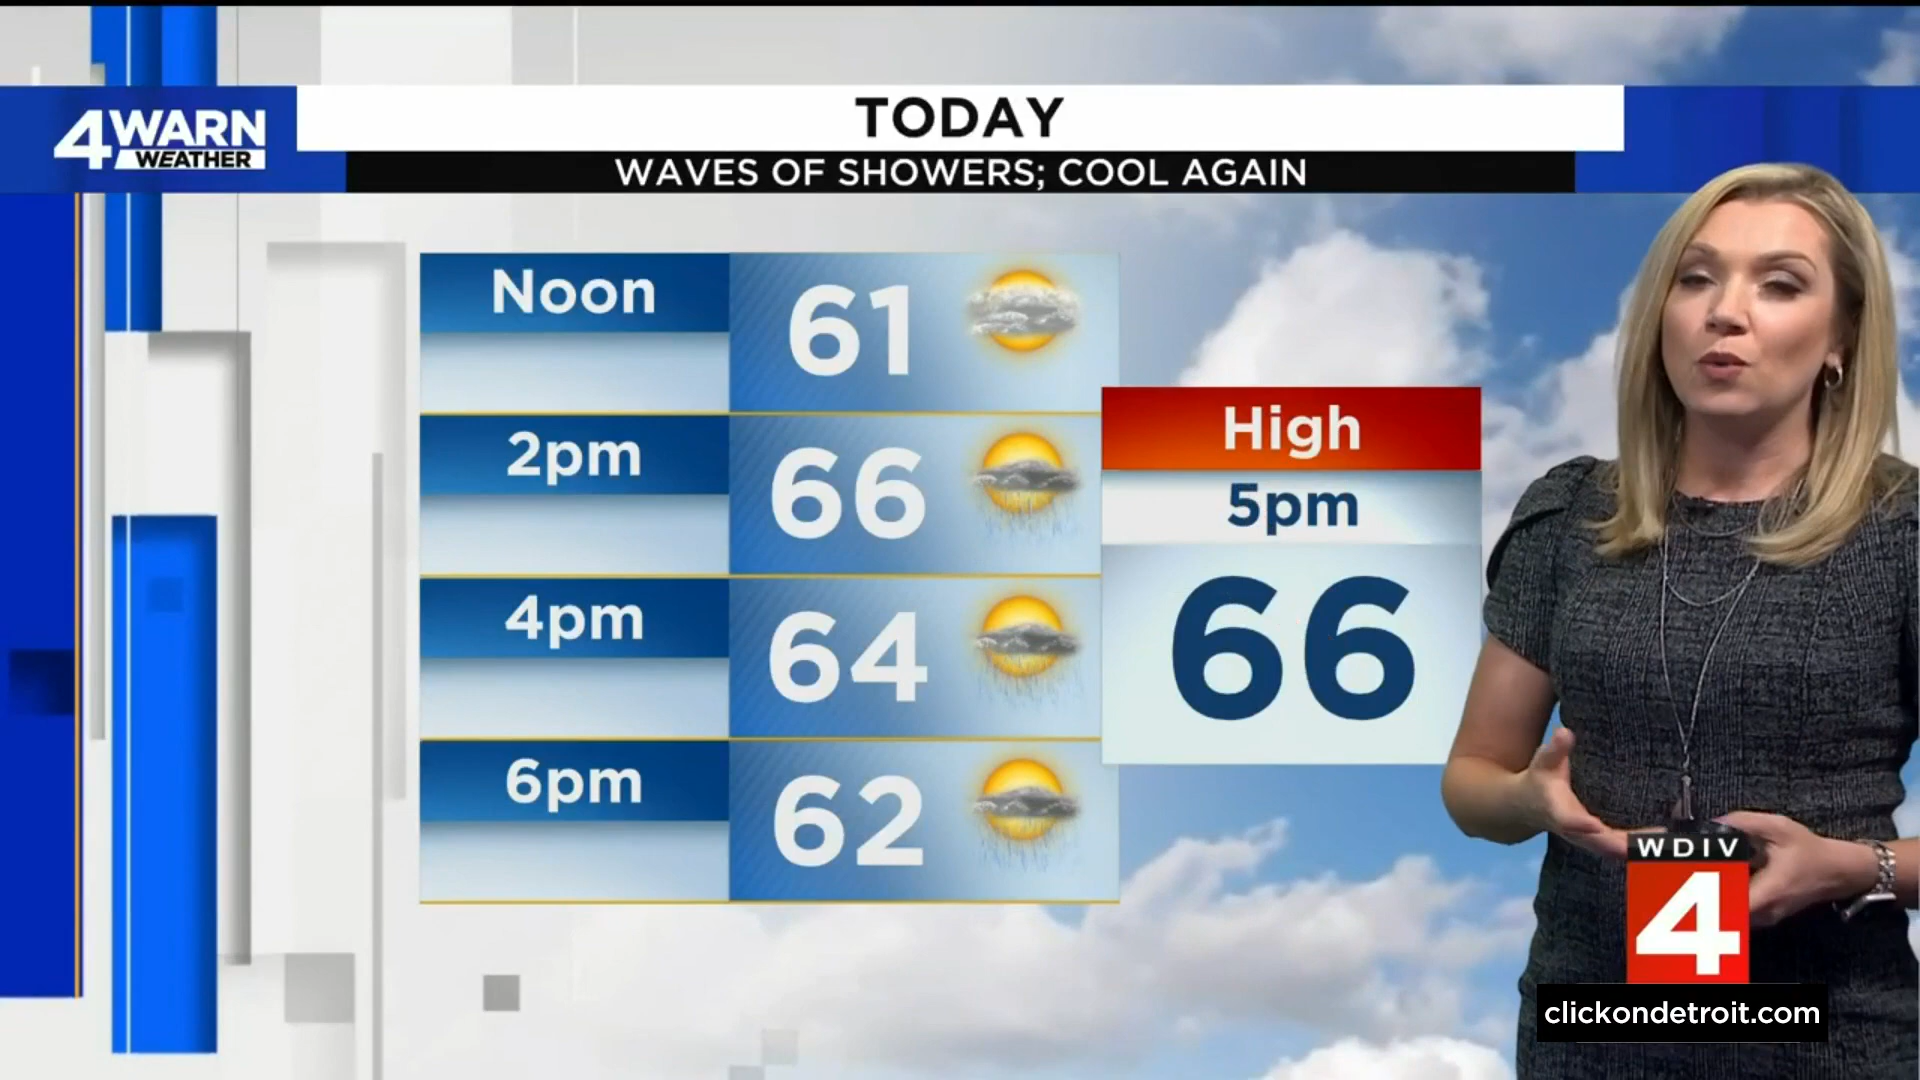 TODAY
4WARN
WEATHER
WAVES OF SHOWERS; COOL AGAIN
Noon
61
2pm
66
4pm
64
6pm
62
High
5pm
66
WDIV
4
clickondetroit.com